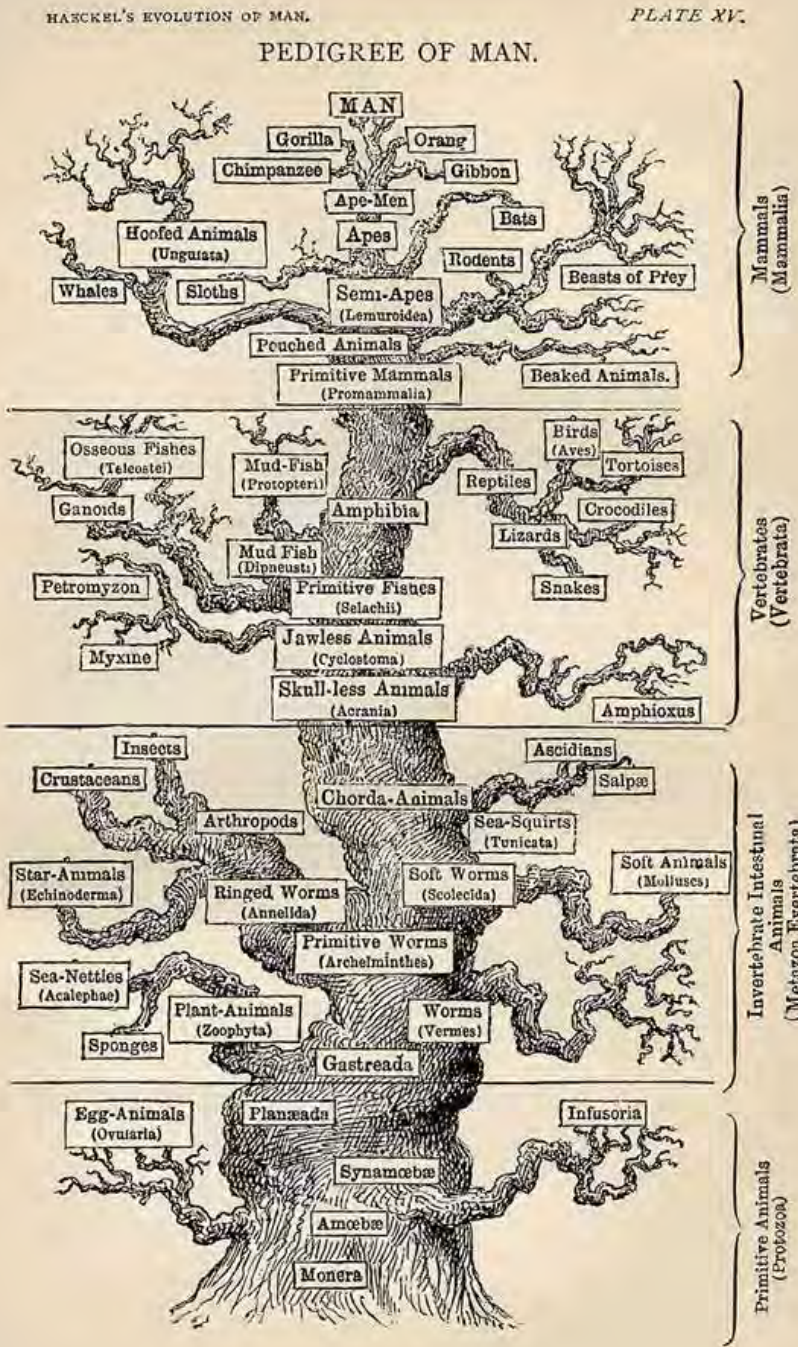 HAECKEL'S EVOLUTION OF MAN.
PLATE XV.
PEDIGREE OF MAN.
MAN
Gorilla
Orang
Chimpanzee
Gibbon
Ape-Men
Bats
Hoofed Animals
(Ungulata)
Apes
Rodents
Beasts of Prey
Whales
Sloths
Semi-Apes
(Lemuroidea)
Pouched Animals
Primitive Mammals
(Promammalia)
Beaked Animals.
Mammals
(Mammalia)
Osseous Fishes
(Teleostei)
Mud-Fish
(Protopteri)
Birds
(Aves)
Tortoises
Reptiles
Ganoids
Amphibia
Crocodiles
Lizards
Mud Fish
(Dipneusti)
Petromyzon
Primitive Fishes
(Selachii)
Snakes
Jawless Animals
(Cyclostoma)
Myxine
Skull-less Animals
(Acrania)
Amphioxus
Vertebrates
(Vertebrata)
Insects
Ascidians
Crustaceans
Salpæ
Chorda-Animals
Arthropods
Sea-Squirts
(Tunicata)
Star-Animals
(Echinoderma)
Ringed Worms
(Annelida)
Soft Worms
(Scolecida)
Soft Animals
(Molluscs)
Primitive Worms
(Archelminthes)
Sea-Nettles
(Acalephae)
Plant-Animals
(Zoophyta)
Worms
(Vermes)
Sponges
Gastreada
Invertebrate Intestinal
Animals
(Metazoa Evertebrata)
Egg-Animals
(Ovularia)
Planæada
Infusoria
Synamœbæ
Amœbæ
Monera
Primitive Animals
(Protozoa)